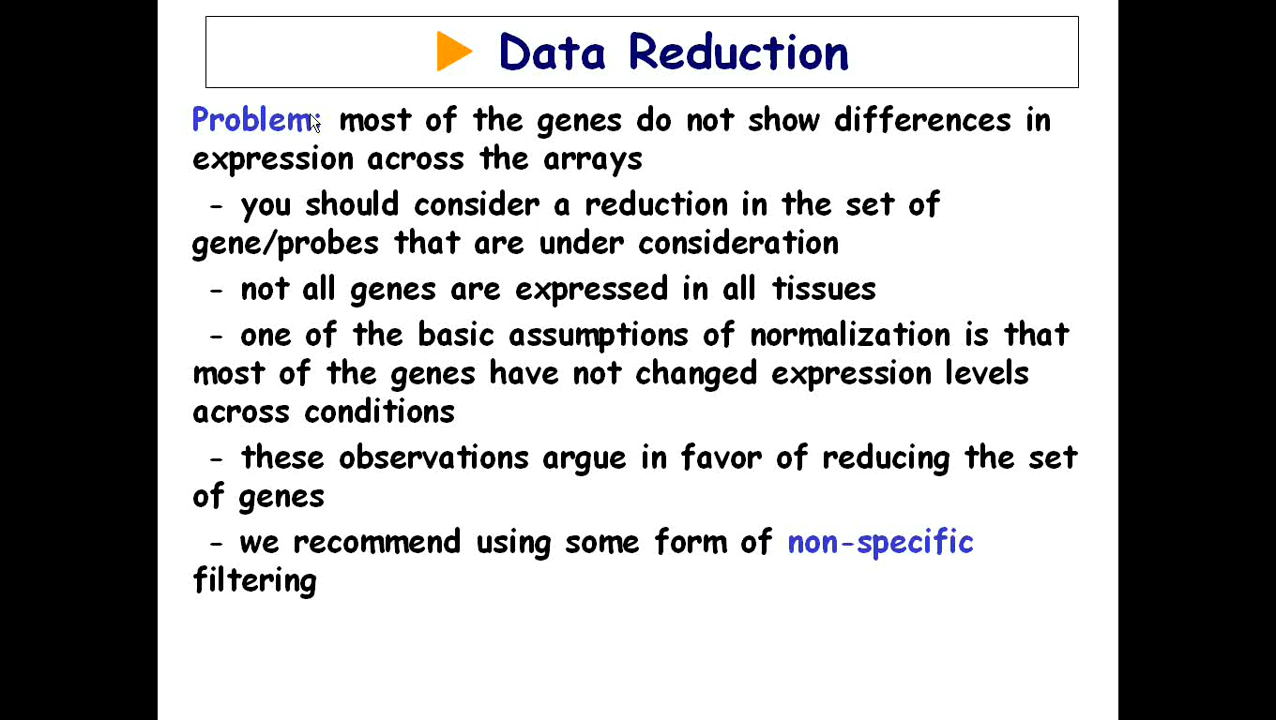 Data Reduction
Problem: most of the genes do not show differences in
expression across the arrays
- you should consider a reduction in the set of
gene/probes that are under consideration
- not all genes are expressed in all tissues
- one of the basic assumptions of normalization is that
most of the genes have not changed expression levels
across conditions
- these observations argue in favor of reducing the set
of genes
- we recommend using some form of non-specific
filtering